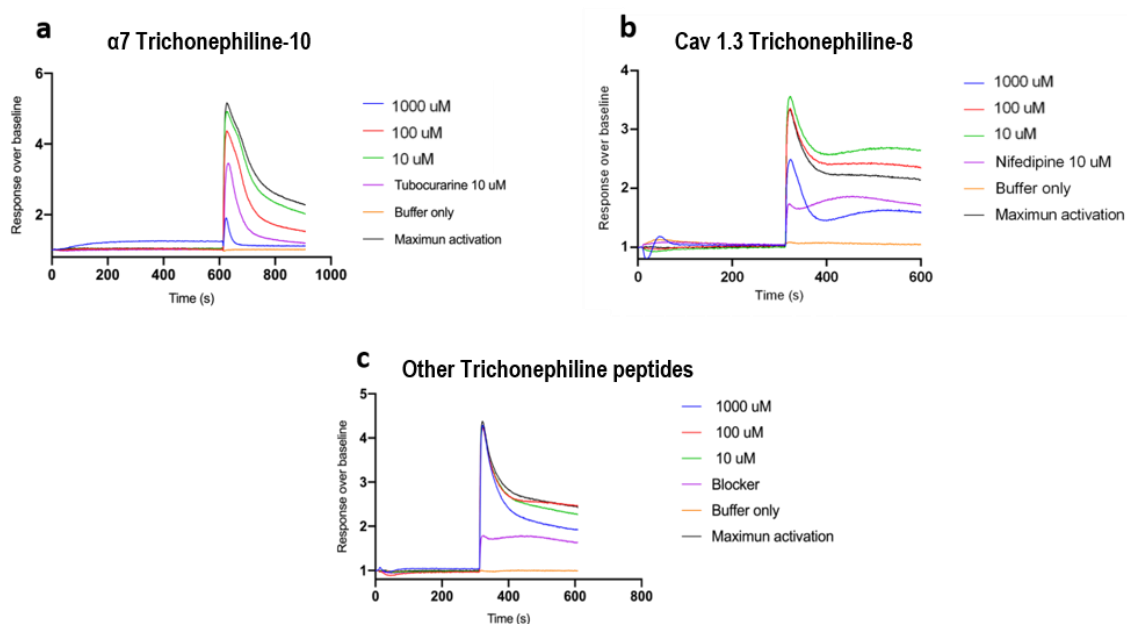 a
α7 Trichonephiline-10
Response over baseline
6
4
2
0
200
400
600
800
1000
Time (s)
1000 uM
100 uM
10 uM
Tubocurarine 10 uM
Buffer only
Maximun activation
b
Cav 1.3 Trichonephiline-8
Response over baseline
4
3
2
1
0
200
400
600
Time (s)
1000 uM
100 uM
10 uM
Nifedipine 10 uM
Buffer only
Maximun activation
c
Other Trichonephiline peptides
Response over baseline
5
4
3
2
1
0
200
400
600
800
Time (s)
1000 uM
100 uM
10 uM
Blocker
Buffer only
Maximun activation